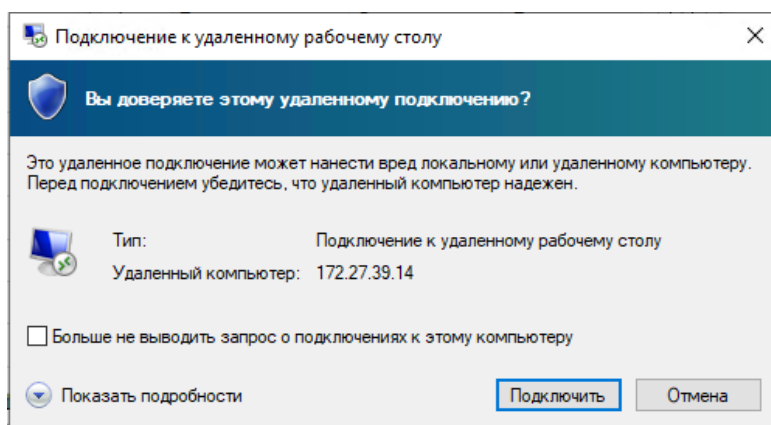 Подключение к удаленному рабочему столу
Вы доверяете этому удаленному подключению?
Это удаленное подключение может нанести вред локальному или удаленному компьютеру.
Перед подключением убедитесь, что удаленный компьютер надежен.
Тип: Подключение к удаленному рабочему столу
Удаленный компьютер: 172.27.39.14
Больше не выводить запрос о подключениях к этому компьютеру
Показать подробности Подключить Отмена